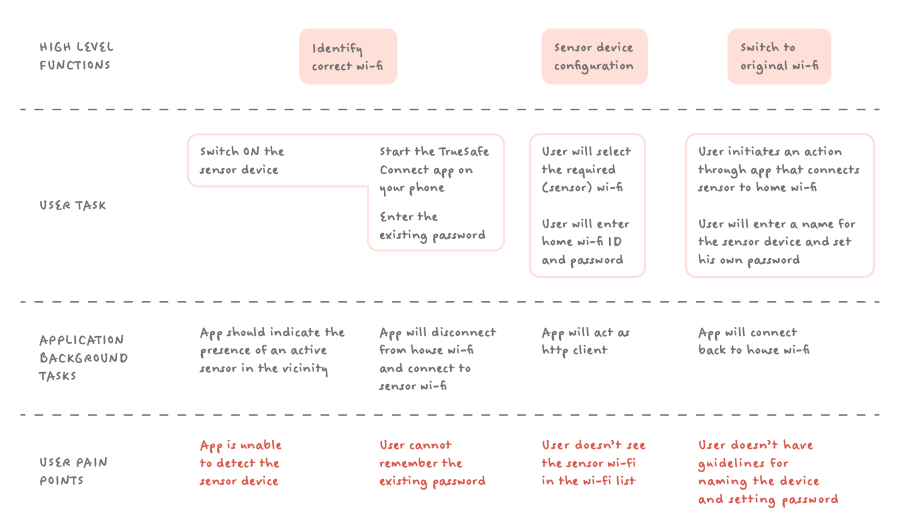 HIGH LEVEL
FUNCTIONS
Identify
correct wi-fi
Sensor device
configuration
Switch to
original wi-fi
USER TASK
Switch ON the
sensor device
Start the TrueSafe
Connect app on
your phone
Enter the
existing password
User will select
the required
(sensor) wi-fi
User will enter
home wi-fi ID
and password
User initiates an action
through app that connects
sensor to home wi-fi
User will enter a name for
the sensor device and set
his own password
APPLICATION
BACKGROUND
TASKS
App should indicate the
presence of an active
sensor in the vicinity
App will disconnect
from house wi-fi
and connect to
sensor wi-fi
App will act as
http client
App will connect
back to house wi-fi
USER PAIN
POINTS
App is unable
to detect the
sensor device
User cannot
remember the
existing password
User doesn't see
the sensor wi-fi
in the wi-fi list
User doesn't have
guidelines for
naming the device
and setting password